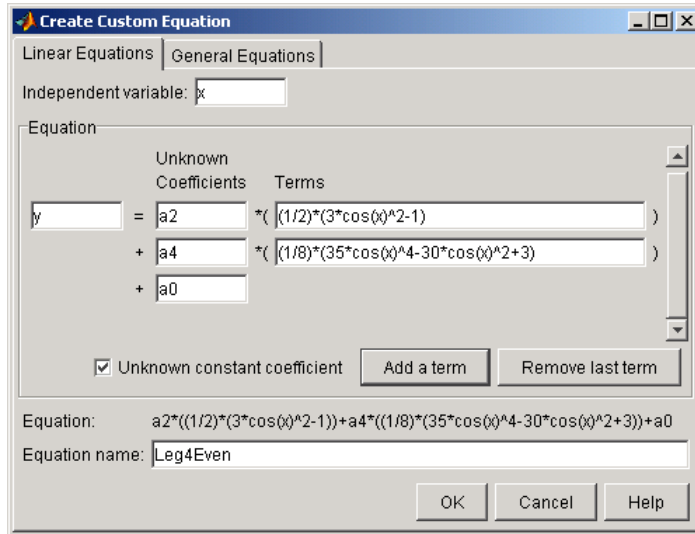 Create Custom Equation
Linear Equations General Equations
Independent variable: x
Equation
Unknown
Coefficients Terms
y = a2 *( (1/2)*(3*cos(x)^2-1) )
+ a4 *( (1/8)*(35*cos(x)^4-30*cos(x)^2+3) )
+ a0
Unknown constant coefficient Add a term Remove last term
Equation: a2*((1/2)*(3*cos(x)^2-1))+a4*((1/8)*(35*cos(x)^4-30*cos(x)^2+3))+a0
Equation name: Leg4Even
OK Cancel Help